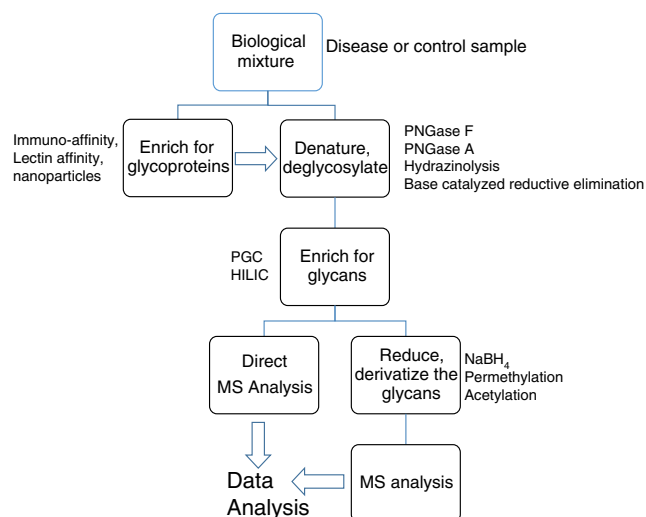 Biological
mixture
Disease or control sample
Immuno-affinity,
Lectin affinity,
nanoparticles
Enrich for
glycoproteins
Denature,
deglycosylate
PNGase F
PNGase A
Hydrazinolysis
Base catalyzed reductive elimination
PGC
HILIC
Enrich for
glycans
Direct
MS Analysis
Reduce,
derivatize the
glycans
NaBH₄
Permethylation
Acetylation
Data
Analysis
MS analysis